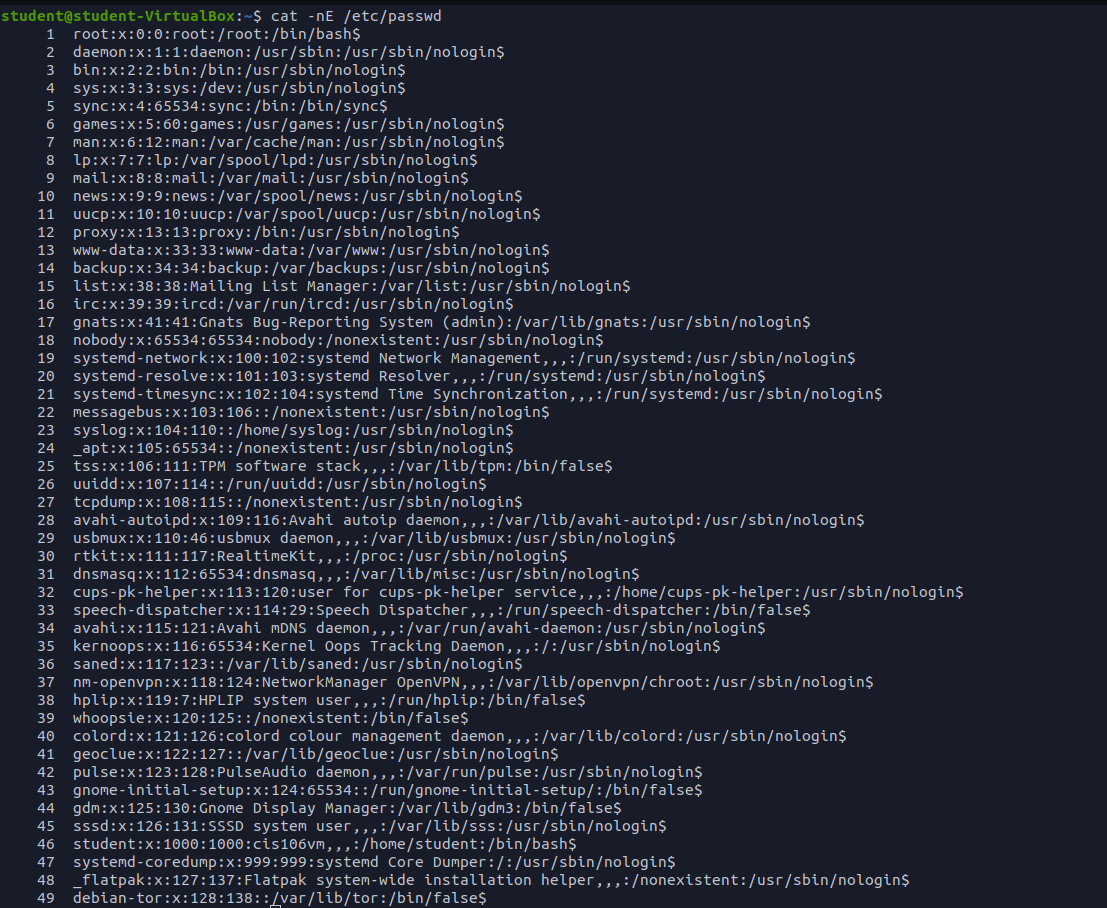 student@student-VirtualBox:~$ cat -nE /etc/passwd
1 root:x:0:0:root:/root:/bin/bash$
2 daemon:x:1:1:daemon:/usr/sbin:/usr/sbin/nologin$
3 bin:x:2:2:bin:/bin:/usr/sbin/nologin$
4 sys:x:3:3:sys:/dev:/usr/sbin/nologin$
5 sync:x:4:65534:sync:/bin:/bin/sync$
6 games:x:5:60:games:/usr/games:/usr/sbin/nologin$
7 man:x:6:12:man:/var/cache/man:/usr/sbin/nologin$
8 lp:x:7:7:lp:/var/spool/lpd:/usr/sbin/nologin$
9 mail:x:8:8:mail:/var/mail:/usr/sbin/nologin$
10 news:x:9:9:news:/var/spool/news:/usr/sbin/nologin$
11 uucp:x:10:10:uucp:/var/spool/uucp:/usr/sbin/nologin$
12 proxy:x:13:13:proxy:/bin:/usr/sbin/nologin$
13 www-data:x:33:33:www-data:/var/www:/usr/sbin/nologin$
14 backup:x:34:34:backup:/var/backups:/usr/sbin/nologin$
15 list:x:38:38:Mailing List Manager:/var/list:/usr/sbin/nologin$
16 irc:x:39:39:ircd:/var/run/ircd:/usr/sbin/nologin$
17 gnats:x:41:41:Gnats Bug-Reporting System (admin):/var/lib/gnats:/usr/sbin/nologin$
18 nobody:x:65534:65534:nobody:/nonexistent:/usr/sbin/nologin$
19 systemd-network:x:100:102:systemd Network Management,,,:/run/systemd:/usr/sbin/nologin$
20 systemd-resolve:x:101:103:systemd Resolver,,,:/run/systemd:/usr/sbin/nologin$
21 systemd-timesync:x:102:104:systemd Time Synchronization,,,:/run/systemd:/usr/sbin/nologin$
22 messagebus:x:103:106::/nonexistent:/usr/sbin/nologin$
23 syslog:x:104:110::/home/syslog:/usr/sbin/nologin$
24 _apt:x:105:65534::/nonexistent:/usr/sbin/nologin$
25 tss:x:106:111:TPM software stack,,,:/var/lib/tpm:/bin/false$
26 uuidd:x:107:114::/run/uuidd:/usr/sbin/nologin$
27 tcpdump:x:108:115::/nonexistent:/usr/sbin/nologin$
28 avahi-autoipd:x:109:116:Avahi autoip daemon,,,:/var/lib/avahi-autoipd:/usr/sbin/nologin$
29 usbmux:x:110:46:usbmux daemon,,,:/var/lib/usbmux:/usr/sbin/nologin$
30 rtkit:x:111:117:RealtimeKit,,,:/proc:/usr/sbin/nologin$
31 dnsmasq:x:112:65534:dnsmasq,,,:/var/lib/misc:/usr/sbin/nologin$
32 cups-pk-helper:x:113:120:user for cups-pk-helper service,,,:/home/cups-pk-helper:/usr/sbin/nologin$
33 speech-dispatcher:x:114:29:Speech Dispatcher,,,:/run/speech-dispatcher:/bin/false$
34 avahi:x:115:121:Avahi mDNS daemon,,,:/var/run/avahi-daemon:/usr/sbin/nologin$
35 kernoops:x:116:65534:Kernel Oops Tracking Daemon,,,:/:/usr/sbin/nologin$
36 saned:x:117:123::/var/lib/saned:/usr/sbin/nologin$
37 nm-openvpn:x:118:124:NetworkManager OpenVPN,,,:/var/lib/openvpn/chroot:/usr/sbin/nologin$
38 hplip:x:119:7:HPLIP system user,,,:/run/hplip:/bin/false$
39 whoopsie:x:120:125::/nonexistent:/bin/false$
40 colord:x:121:126:colord colour management daemon,,,:/var/lib/colord:/usr/sbin/nologin$
41 geoclue:x:122:127::/var/lib/geoclue:/usr/sbin/nologin$
42 pulse:x:123:128:PulseAudio daemon,,,:/var/run/pulse:/usr/sbin/nologin$
43 gnome-initial-setup:x:124:65534::/run/gnome-initial-setup/:/bin/false$
44 gdm:x:125:130:Gnome Display Manager:/var/lib/gdm3:/bin/false$
45 sssd:x:126:131:SSSD system user,,,:/var/lib/sss:/usr/sbin/nologin$
46 student:x:1000:1000:cis106vm,,,:/home/student:/bin/bash$
47 systemd-coredump:x:999:999:systemd Core Dumper:/:/usr/sbin/nologin$
48 _flatpak:x:127:137:Flatpak system-wide installation helper,,,:/nonexistent:/usr/sbin/nologin$
49 debian-tor:x:128:138::/var/lib/tor:/bin/false$